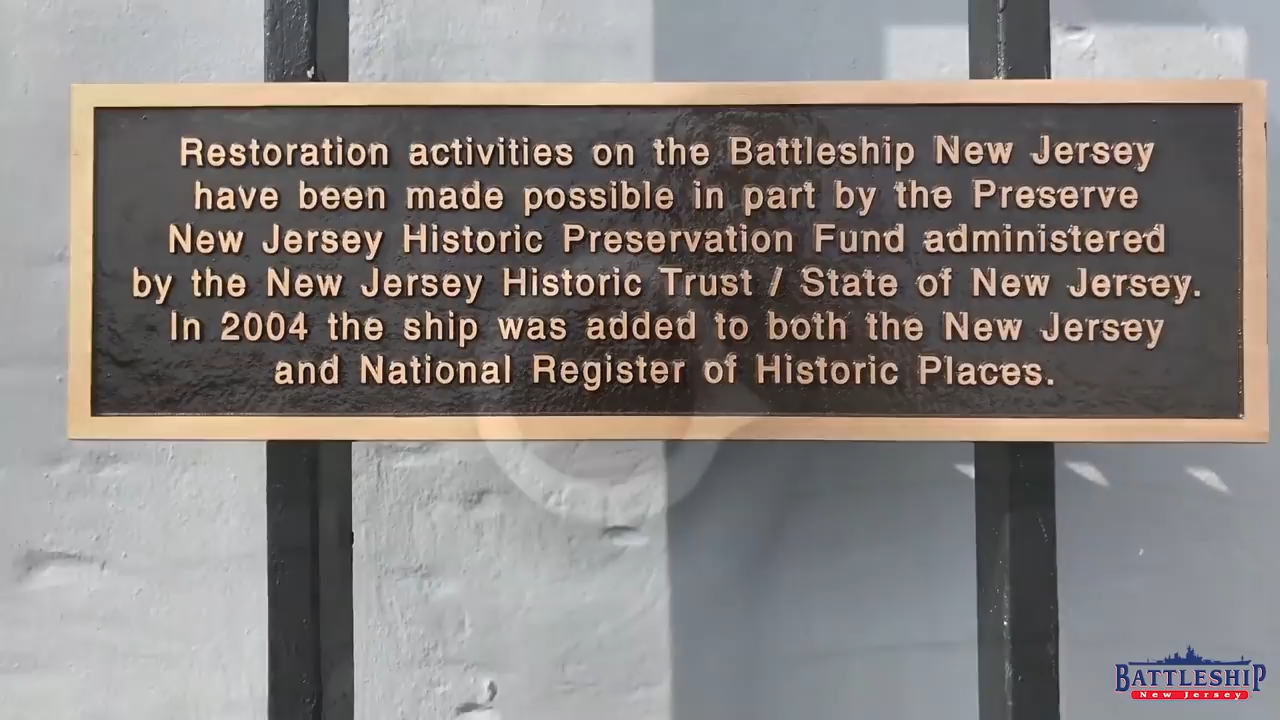 Restoration activities on the Battleship New Jersey
have been made possible in part by the Preserve
New Jersey Historic Preservation Fund administered
by the New Jersey Historic Trust / State of New Jersey.
In 2004 the ship was added to both the New Jersey
and National Register of Historic Places.
BATTLESHIP
New Jersey